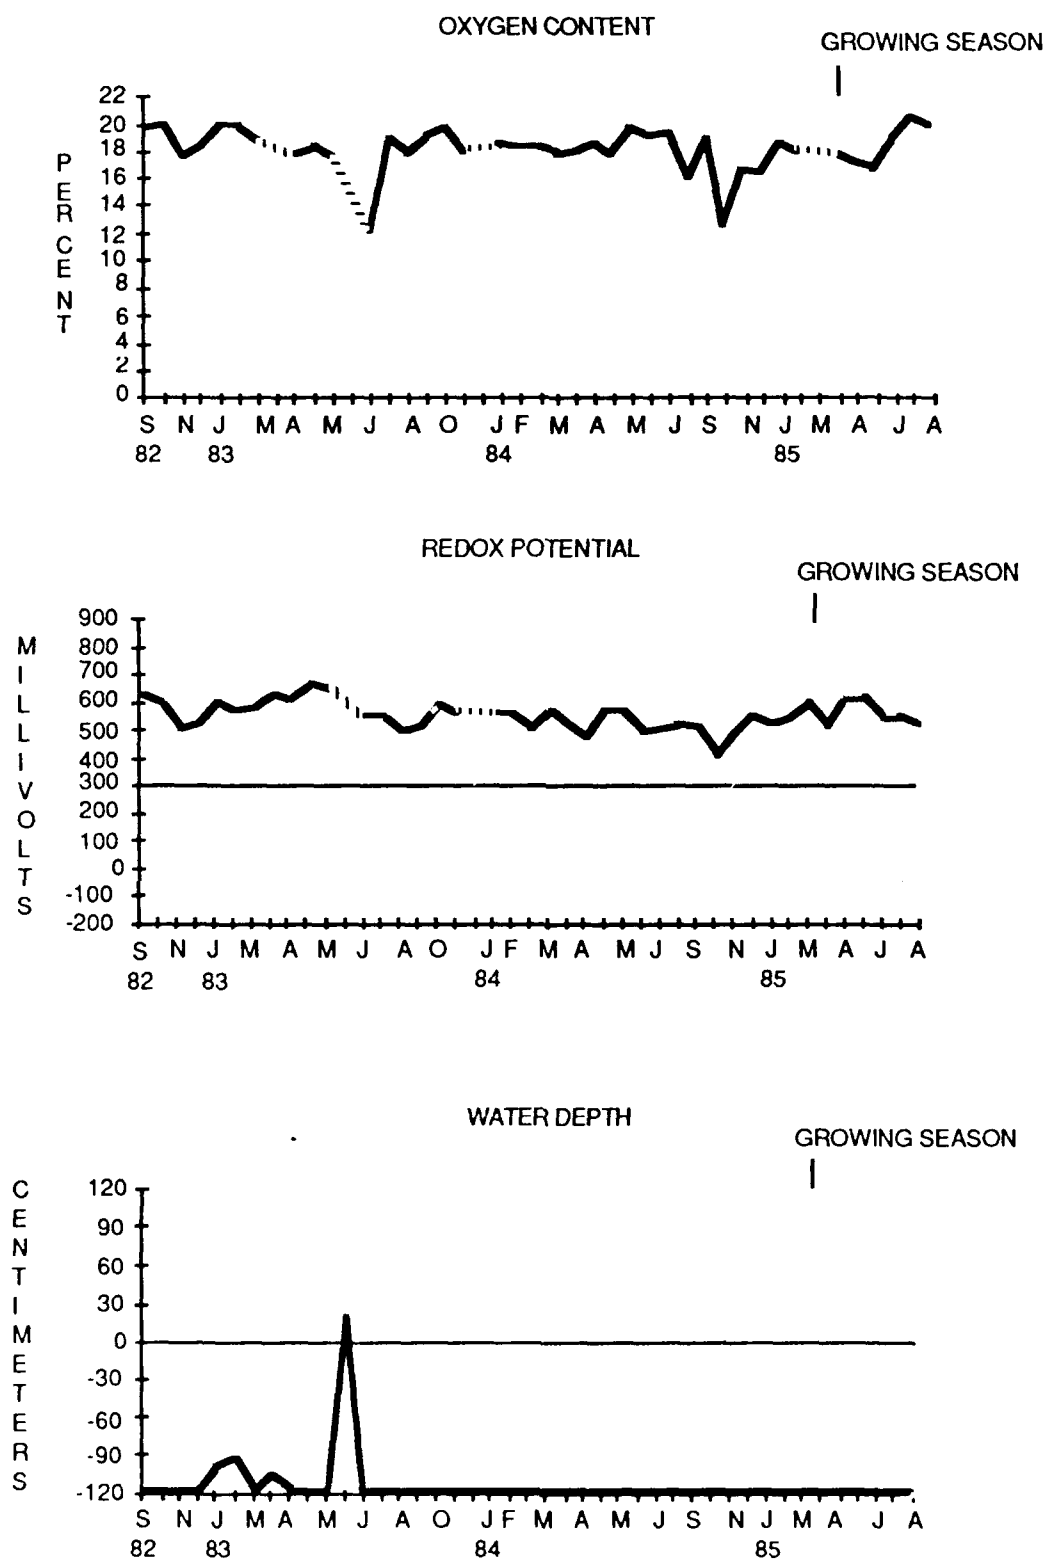 OXYGEN CONTENT
GROWING SEASON
PERCENT
22
20
18
16
14
12
10
8
6
4
2
0
S N J M A M J A O J F M A M J S N J M A J A
82 83 84 85
REDOX POTENTIAL
GROWING SEASON
MILLIVOLTS
900
800
700
600
500
400
300
200
100
0
-100
-200
S N J M A M J A O J F M A M J S N J M A J A
82 83 84 85
WATER DEPTH
GROWING SEASON
CENTIMETERS
120
90
60
30
0
-30
-60
-90
-120
S N J M A M J A O J F M A M J S N J M A J A
82 83 84 85